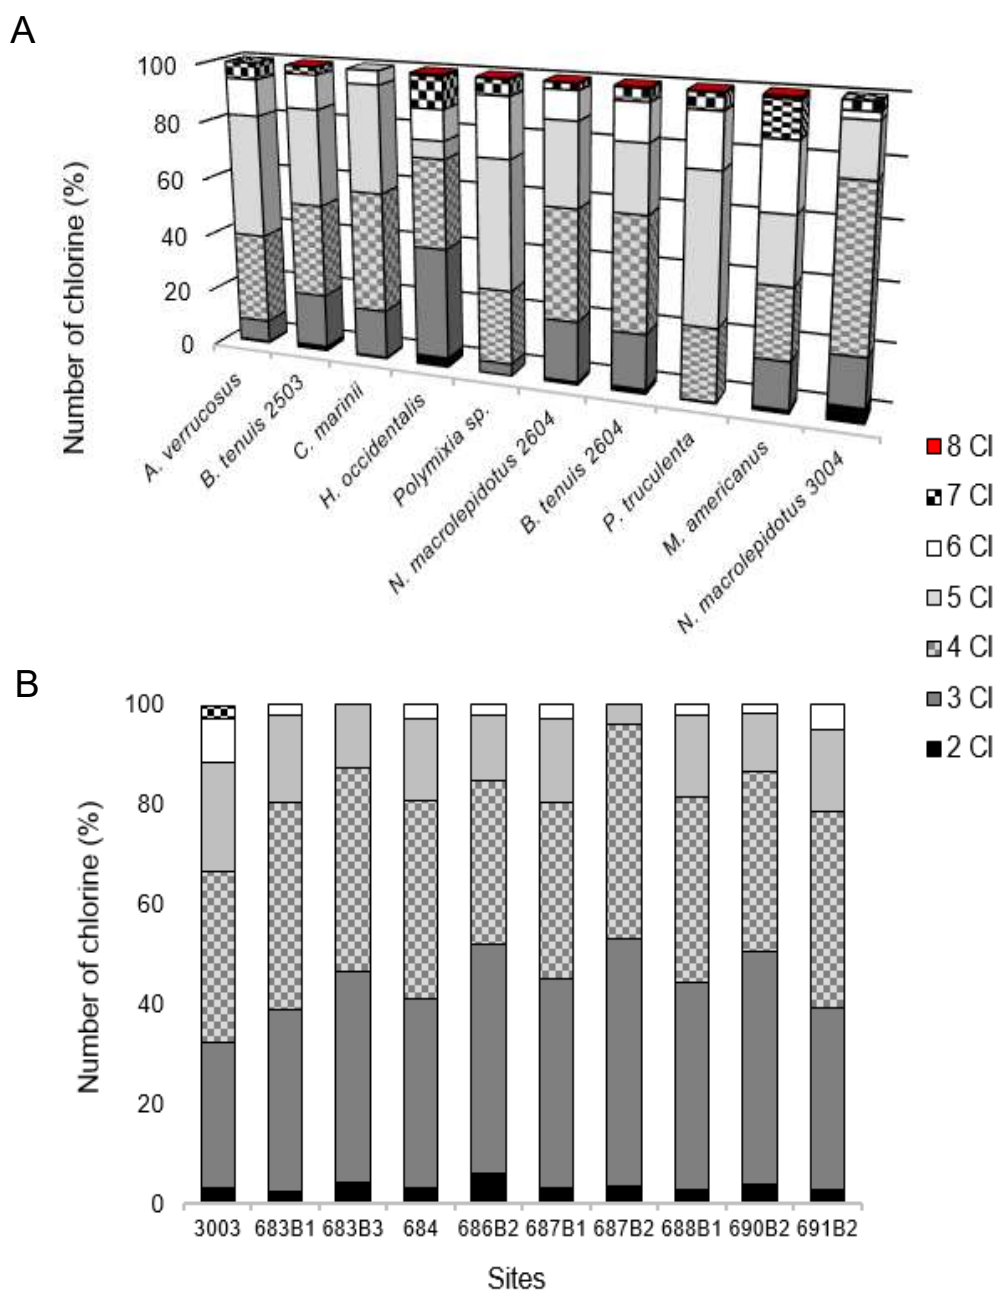 A
Number of chlorine (%)
100
80
60
40
20
0
A. verrucosus
B. tenuis 2503
C. marinii
H. occidentalis
Polymixia sp.
N. macrolepidotus 2604
B. tenuis 2604
P. truculenta
M. americanus
N. macrolepidotus 3004
8 Cl
7 Cl
6 Cl
5 Cl
4 Cl
3 Cl
2 Cl
B
Number of chlorine (%)
100
80
60
40
20
0
3003 683B1 683B3 684 686B2 687B1 687B2 688B1 690B2 691B2
Sites